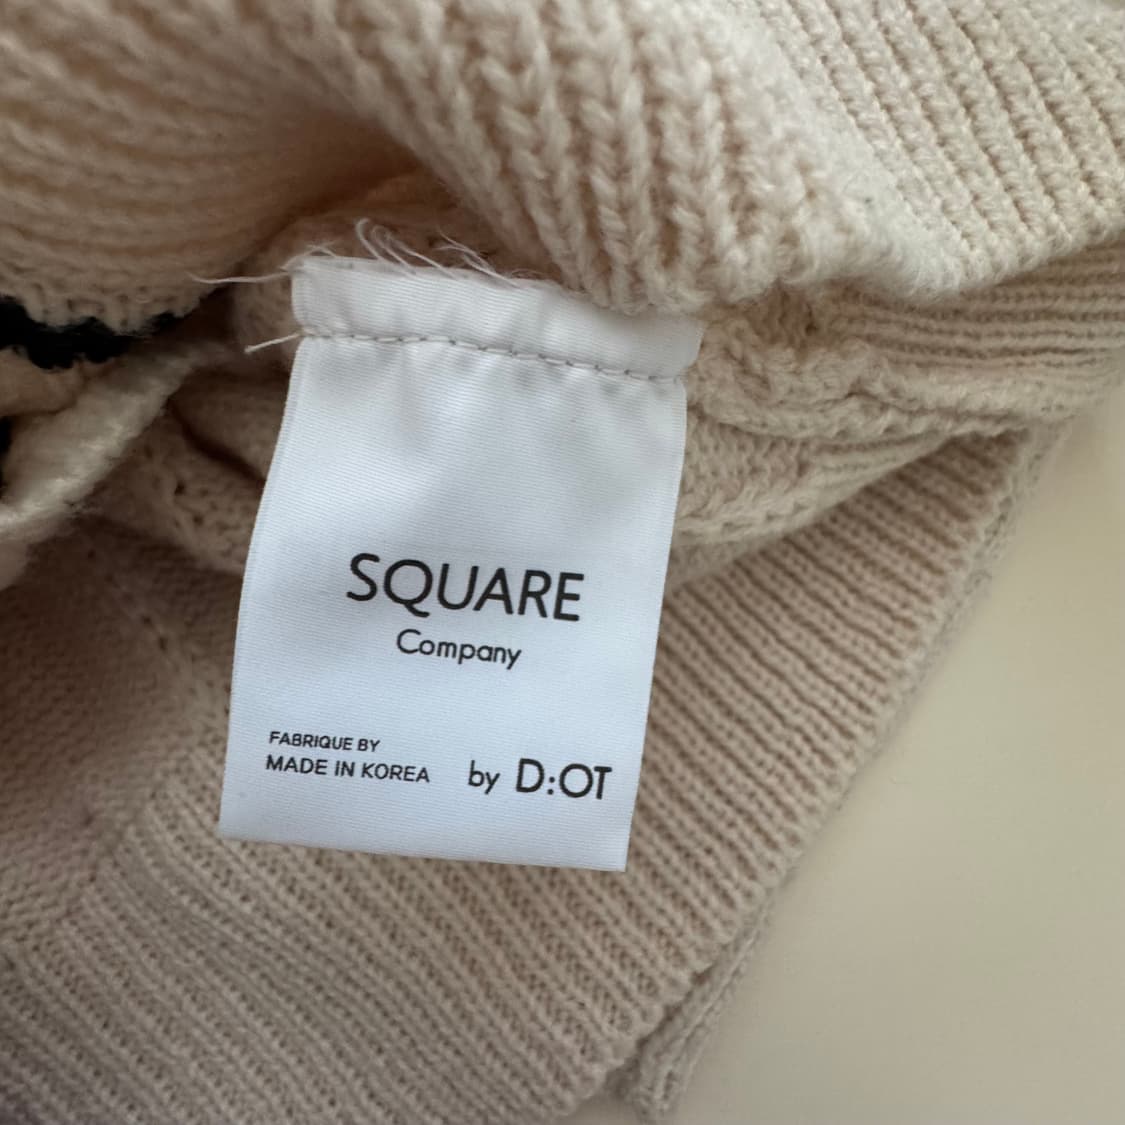 SQUARE
Company
FABRIQUE BY
MADE IN KOREA
by D:OT